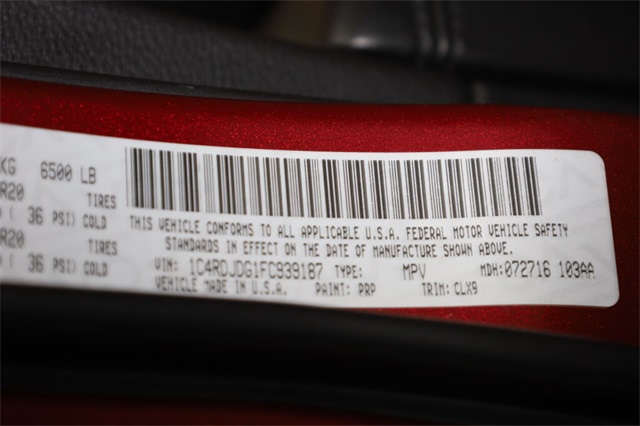 KG 6500 LB
R20 TIRES
( 36 PSI) COLD
R20 TIRES
( 36 PSI) COLD
THIS VEHICLE CONFORMS TO ALL APPLICABLE U.S.A. FEDERAL MOTOR VEHICLE SAFETY
STANDARDS IN EFFECT ON THE DATE OF MANUFACTURE SHOWN ABOVE.
VIN: 1C4RDJDG1FC939187 TYPE: MPV MDH:072716 103AA
VEHICLE MADE IN U.S.A. PAINT: PRP TRIM: CLX9